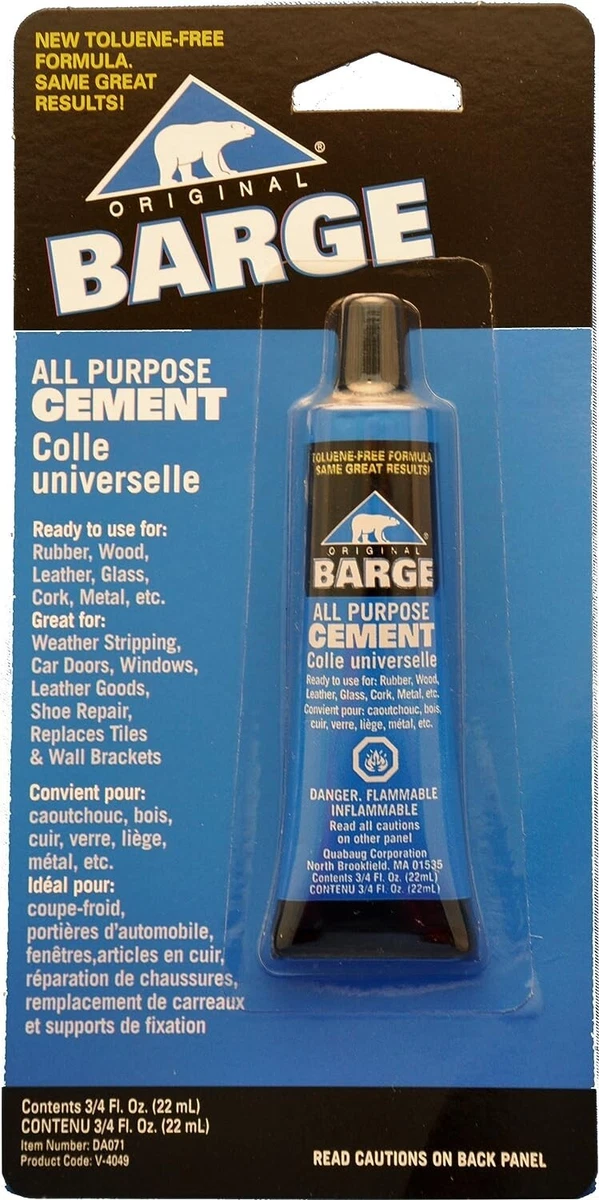 NEW TOLUENE-FREE
FORMULA.
SAME GREAT
RESULTS!
®
ORIGINAL
BARGE
ALL PURPOSE
CEMENT
Colle
universelle
Ready to use for:
Rubber, Wood,
Leather, Glass,
Cork, Metal, etc.
Great for:
Weather Stripping,
Car Doors, Windows,
Leather Goods,
Shoe Repair,
Replaces Tiles
& Wall Brackets
Convient pour:
caoutchouc, bois,
cuir, verre, liège,
métal, etc.
Idéal pour:
coupe-froid,
portières d'automobile,
fenêtres,articles en cuir,
réparation de chaussures,
remplacement de carreaux
et supports de fixation
TOLUENE-FREE FORMULA
SAME GREAT RESULTS!
®
ORIGINAL
BARGE
ALL PURPOSE
CEMENT
Colle universelle
Ready to use for: Rubber, Wood,
Leather, Glass, Cork, Metal, etc.
Convient pour: caoutchouc, bois,
cuir, verre, liège, métal, etc.
DANGER. FLAMMABLE
INFLAMMABLE
Read all cautions
on other panel
Quabaug Corporation
North Brookfield, MA 01535
Contents 3/4 Fl. Oz. (22mL)
CONTENU 3/4 Fl. Oz. (22mL)
Contents 3/4 Fl. Oz. (22 mL)
CONTENU 3/4 Fl. Oz. (22 mL)
Item Number: DA071
Product Code: V-4049
READ CAUTIONS ON BACK PANEL